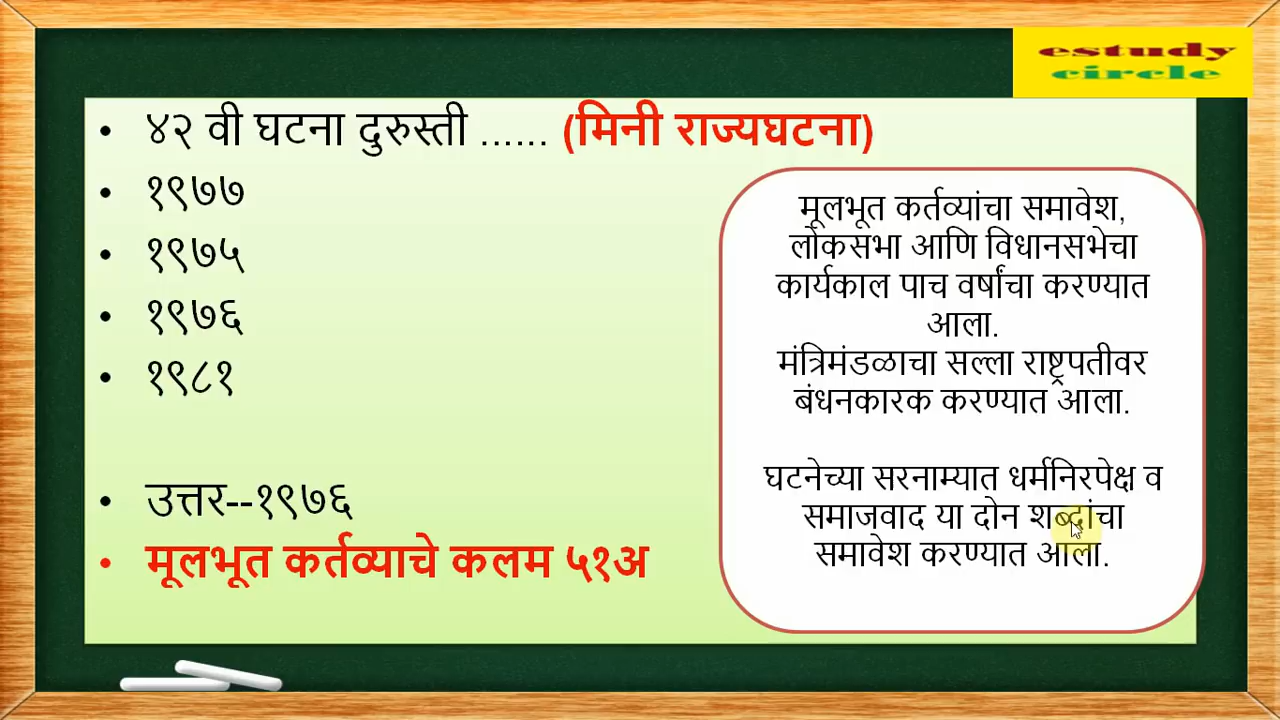 estudy
circle
• ४२ वी घटना दुरुस्ती ...... (मिनी राज्यघटना)
• १९७७
• १९७५
• १९७६
• १९८१
• उत्तर--१९७६
• मूलभूत कर्तव्याचे कलम ५१अ
मूलभूत कर्तव्यांचा समावेश,
लोकसभा आणि विधानसभेचा
कार्यकाल पाच वर्षांचा करण्यात
आला.
मंत्रिमंडळाचा सल्ला राष्ट्रपतीवर
बंधनकारक करण्यात आला.
घटनेच्या सरनाम्यात धर्मनिरपेक्ष व
समाजवाद या दोन शब्दांचा
समावेश करण्यात आला.